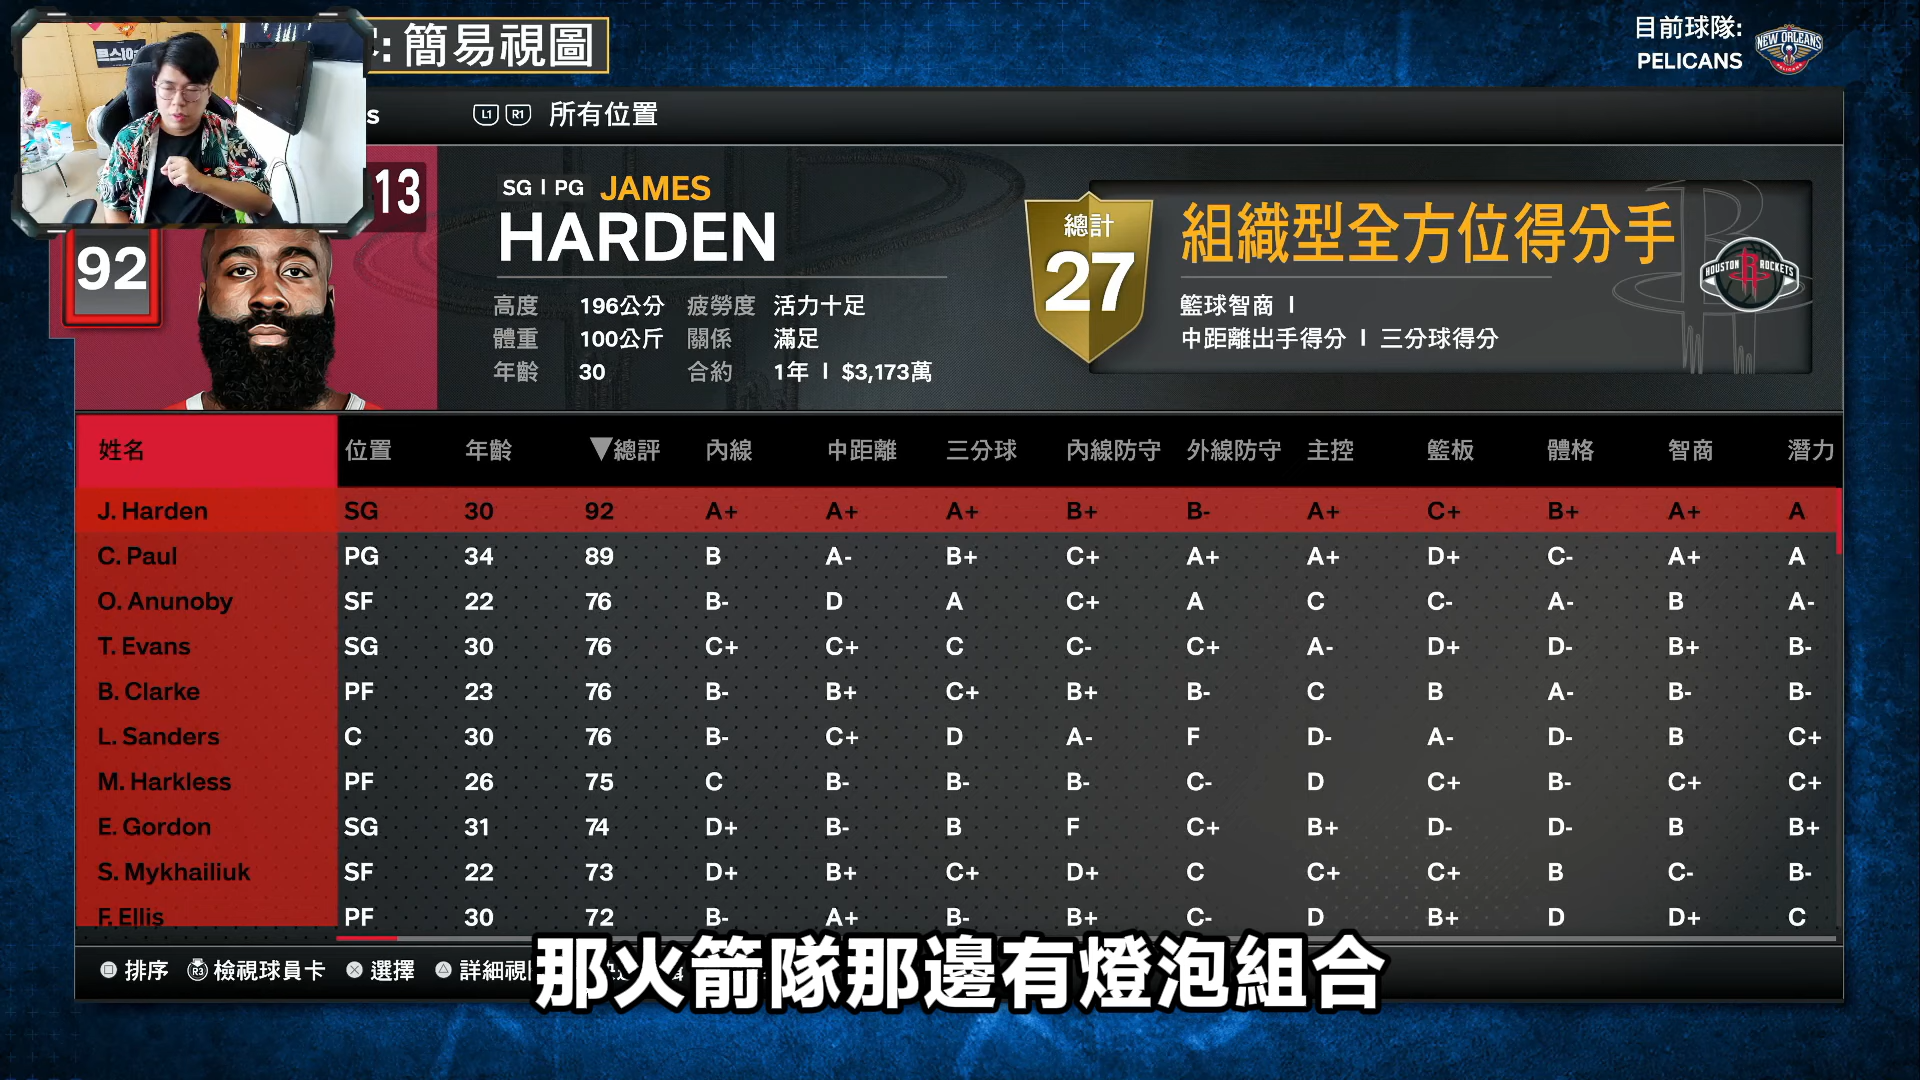 : 簡易視圖
目前球隊:
PELICANS
NEW ORLEANS
PELICANS
s
L1 R1 所有位置
13
92
SG | PG JAMES
HARDEN
高度 196公分 疲勞度 活力十足
體重 100公斤 關係 滿足
年齡 30 合約 1年 | $3,173萬
總計
27
組織型全方位得分手
籃球智商 |
中距離出手得分 | 三分球得分
HOUSTON ROCKETS
姓名 位置 年齡 ▼總評 內線 中距離 三分球 內線防守 外線防守 主控 籃板 體格 智商 潛力
J. Harden SG 30 92 A+ A+ A+ B+ B- A+ C+ B+ A+ A
C. Paul PG 34 89 B A- B+ C+ A+ A+ D+ C- A+ A
O. Anunoby SF 22 76 B- D A C+ A C C- A- B A-
T. Evans SG 30 76 C+ C+ C C- C+ A- D+ D- B+ B-
B. Clarke PF 23 76 B- B+ C+ B+ B- C B A- B- B-
L. Sanders C 30 76 B- C+ D A- F D- A- D- B C+
M. Harkless PF 26 75 C B- B- B- C- D C+ B- C+ C+
E. Gordon SG 31 74 D+ B- B F C+ B+ D- D- B B+
S. Mykhailiuk SF 22 73 D+ B+ C+ D+ C C+ C+ B C- B-
F. Ellis PF 30 72 B- A+ B- B+ C- D B+ D D+ C
排序 R3 檢視球員卡 選擇 詳細視
那火箭隊那邊有燈泡組合